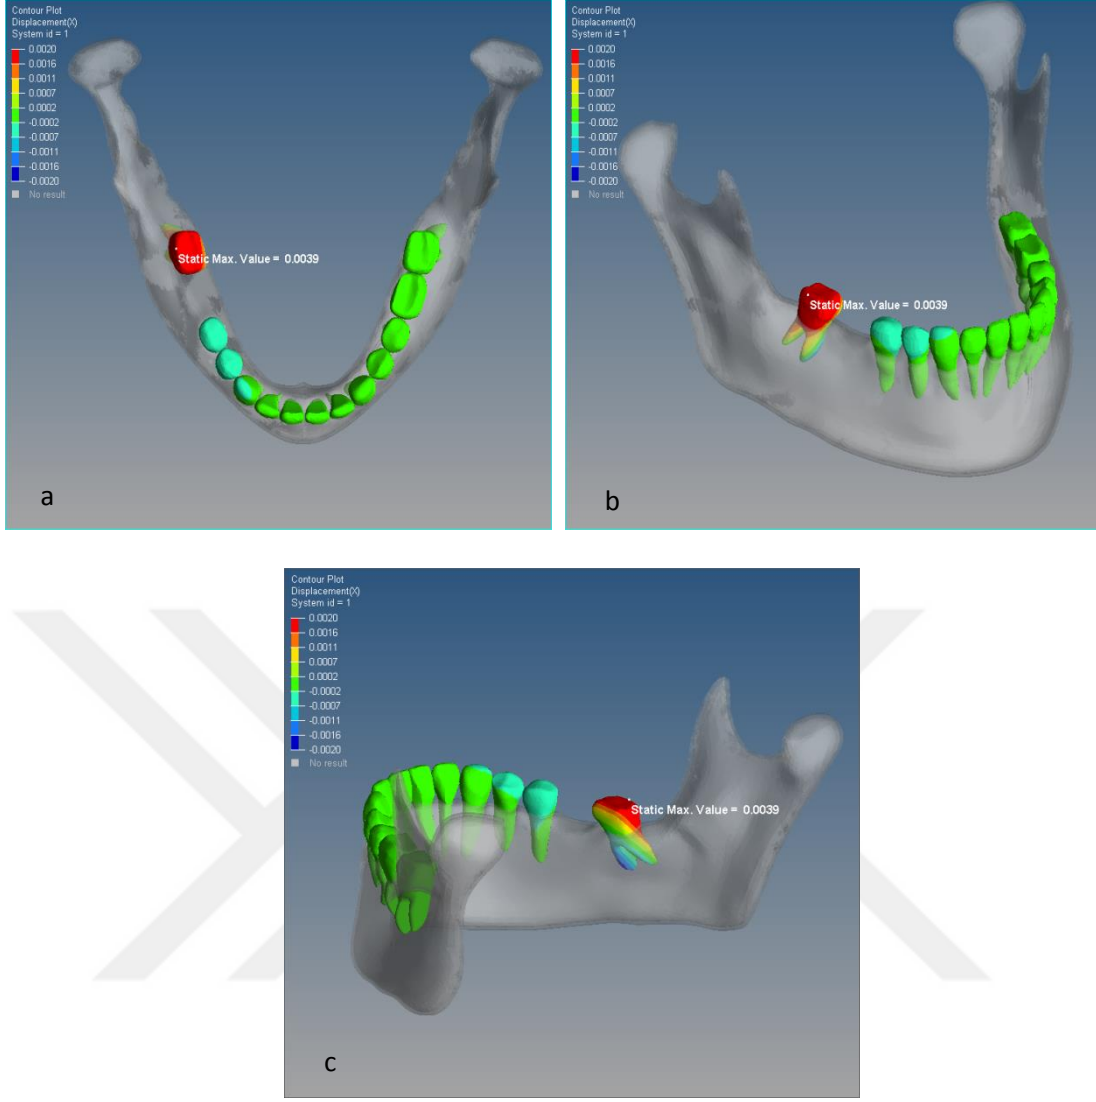 Contour Plot
Displacement(X)
System id = 1
0.0020
0.0016
0.0011
0.0007
0.0002
-0.0002
-0.0007
-0.0011
-0.0016
-0.0020
No result
Static Max. Value = 0.0039
a
Contour Plot
Displacement(X)
System id = 1
0.0020
0.0016
0.0011
0.0007
0.0002
-0.0002
-0.0007
-0.0011
-0.0016
-0.0020
No result
Static Max. Value = 0.0039
b
Contour Plot
Displacement(X)
System id = 1
0.0020
0.0016
0.0011
0.0007
0.0002
-0.0002
-0.0007
-0.0011
-0.0016
-0.0020
No result
Static Max. Value = 0.0039
c